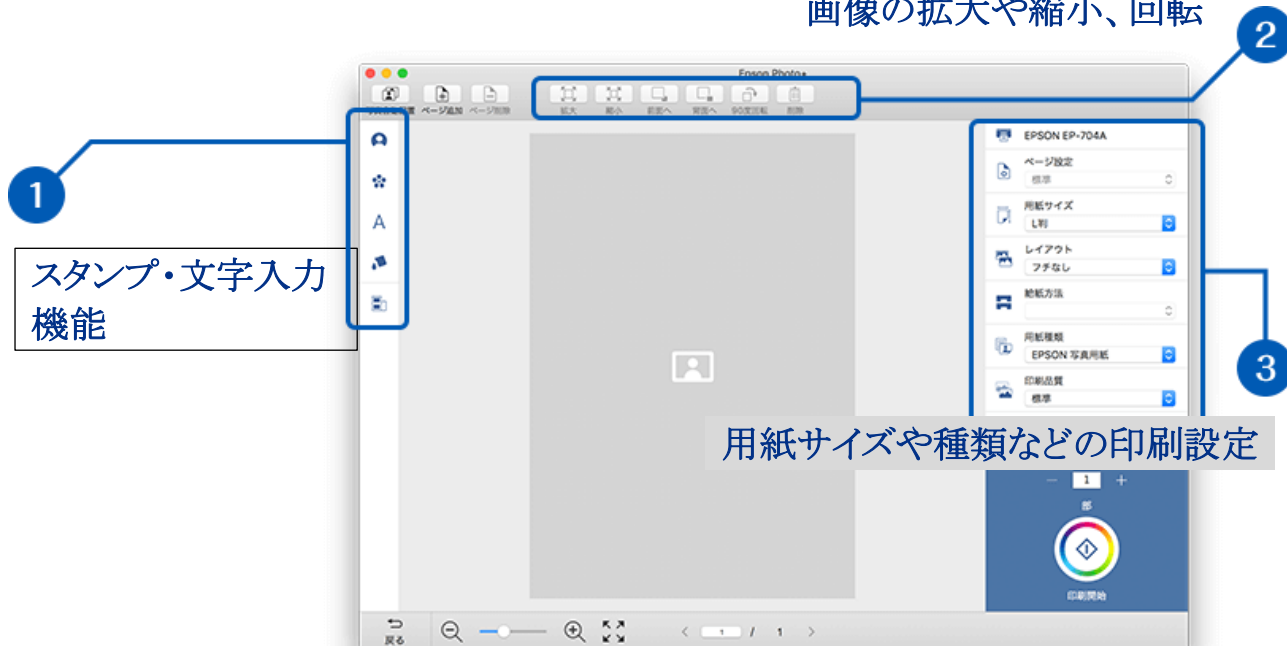 画像の拡大や縮小、回転
2
Epson Photo+
ページ追加
ページ削除
拡大
縮小
前面へ
背面へ
90度回転
削除
1
A
スタンプ・文字入力
機能
EPSON EP-704A
ページ設定
標準
用紙サイズ
L判
レイアウト
フチなし
給紙方法
用紙種類
EPSON 写真用紙
印刷品質
標準
3
用紙サイズや種類などの印刷設定
− 1 +
部
印刷開始
戻る
< 1 / 1 >